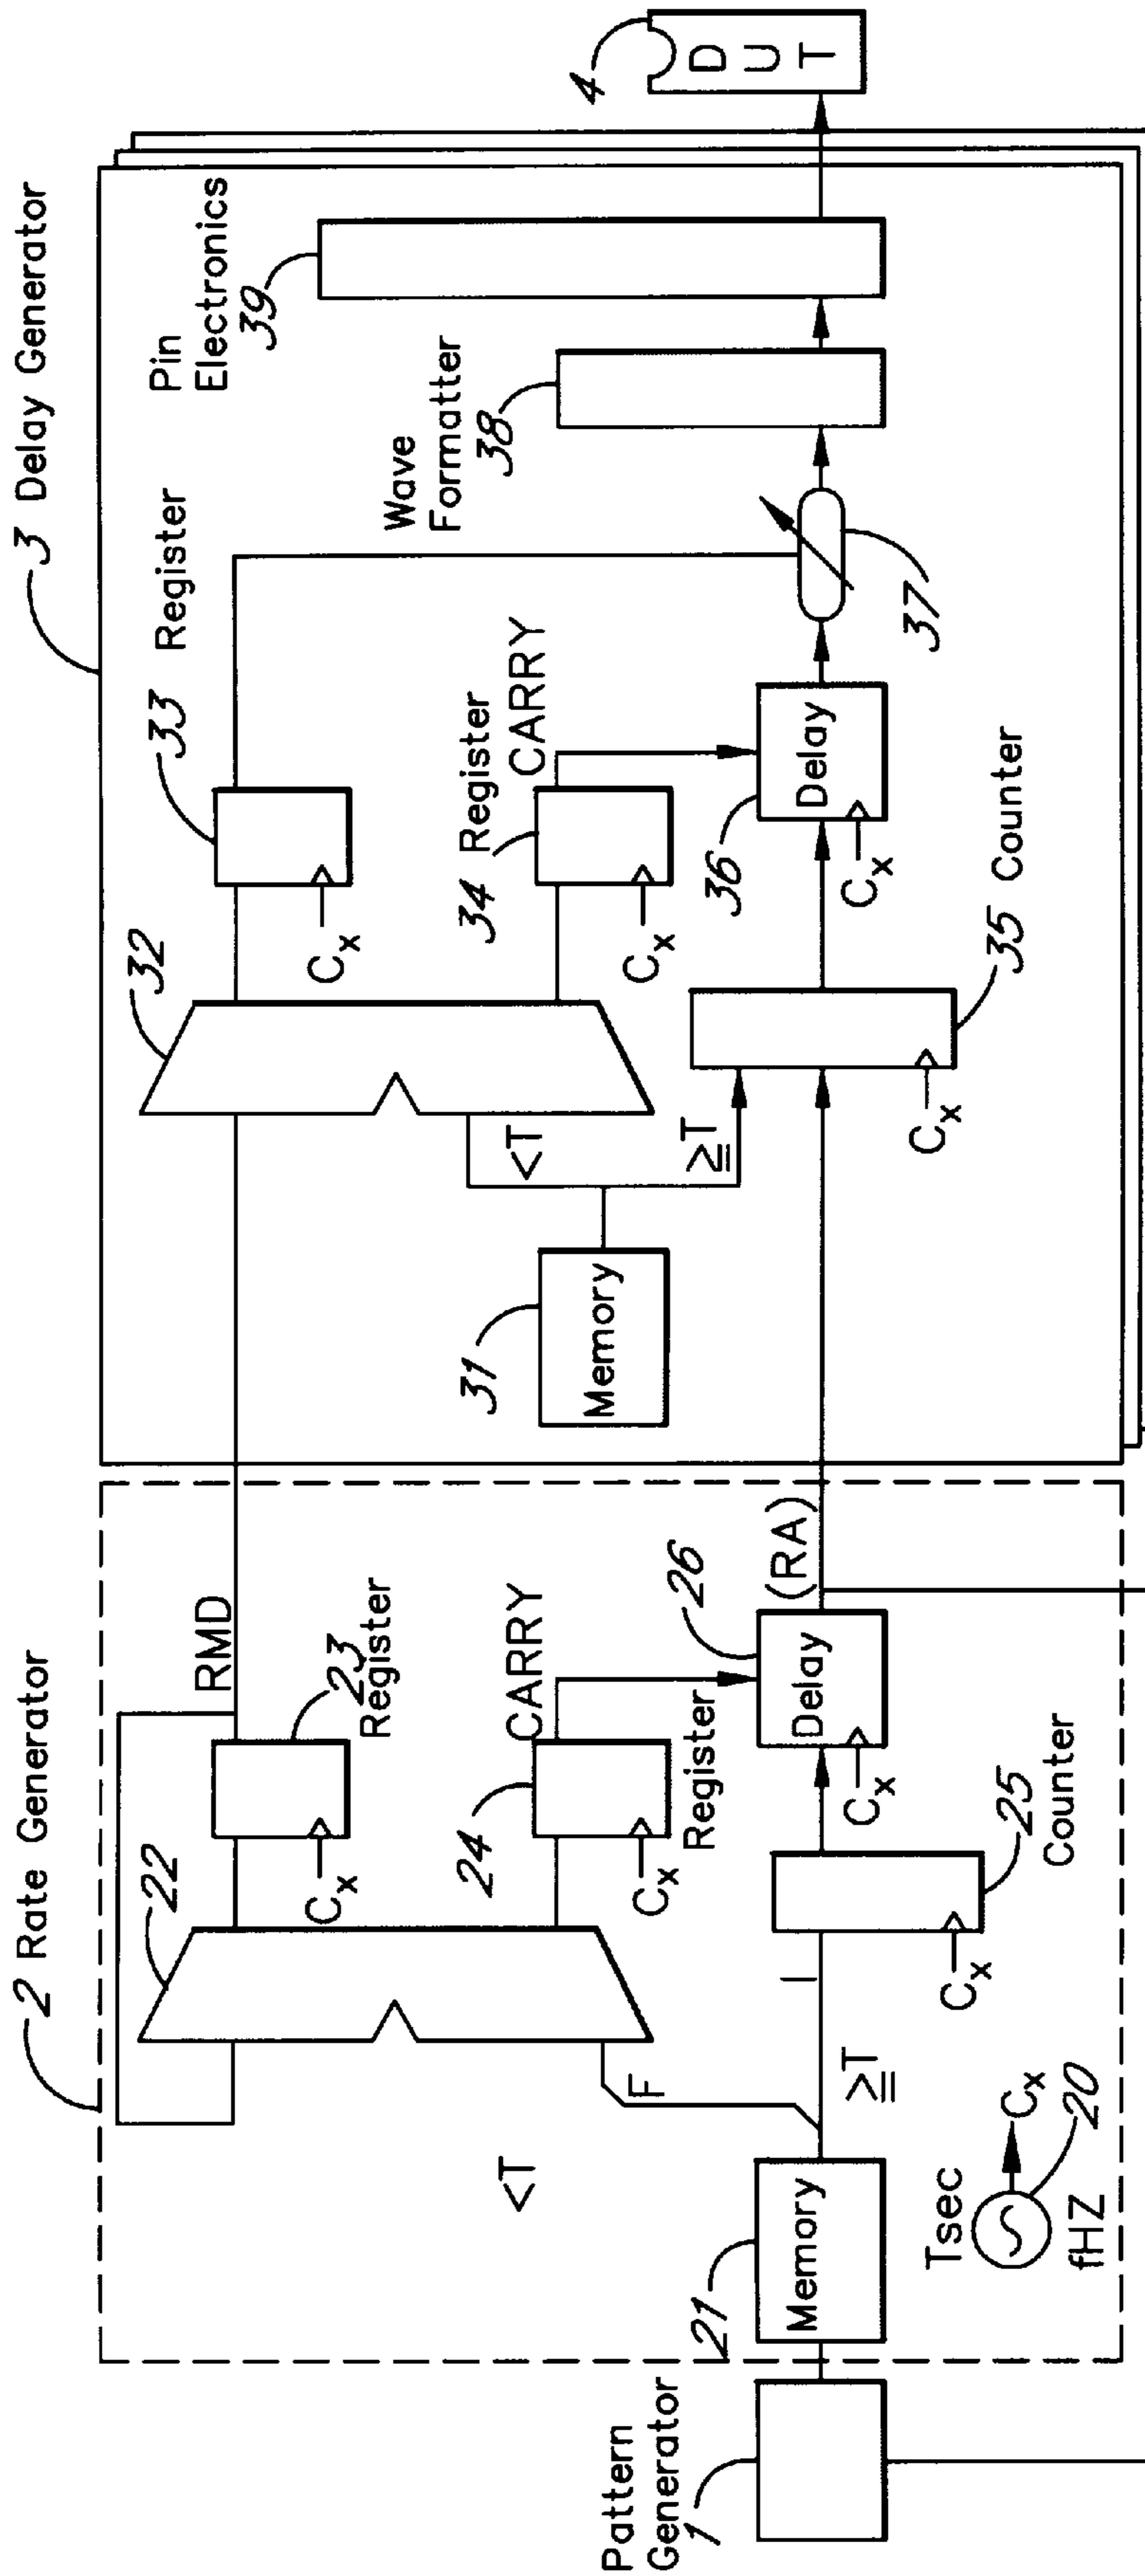 2 Rate Generator
3 Delay Generator
22
RMD
23
Register
Cx
<T
F
24
CARRY
Register
Cx
Pattern
Generator
1
21
Memory
≧T
I
25
Counter
Cx
Delay
26
Cx
(RA)
Tsec
fHZ
20
Cx
32
33
Register
Cx
31
Memory
<T
≧T
34
Register
CARRY
Cx
35 Counter
Cx
36
Delay
Cx
37
Wave
Formatter
38
Pin
Electronics
39
4
DUT